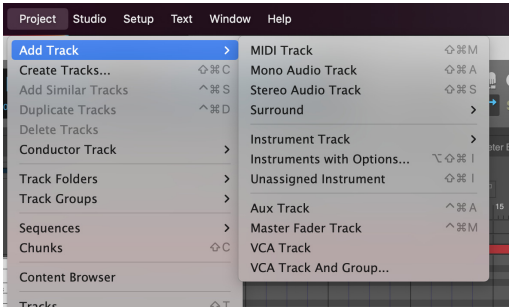 Project Studio Setup Text Window Help
Add Track >
Create Tracks... ⇧⌘C
Add Similar Tracks ^⌘S
Duplicate Tracks ^⌘D
Delete Tracks
Conductor Track >
Track Folders >
Track Groups >
Sequences >
Chunks ⇧C
Content Browser
Tracks ⇧T
MIDI Track ⇧⌘M
Mono Audio Track ⇧⌘A
Stereo Audio Track ⇧⌘S
Surround >
Instrument Track >
Instruments with Options... ⌥⇧⌘I
Unassigned Instrument ⇧⌘I
Aux Track ^⌘A
Master Fader Track ^⌘M
VCA Track
VCA Track And Group...
15